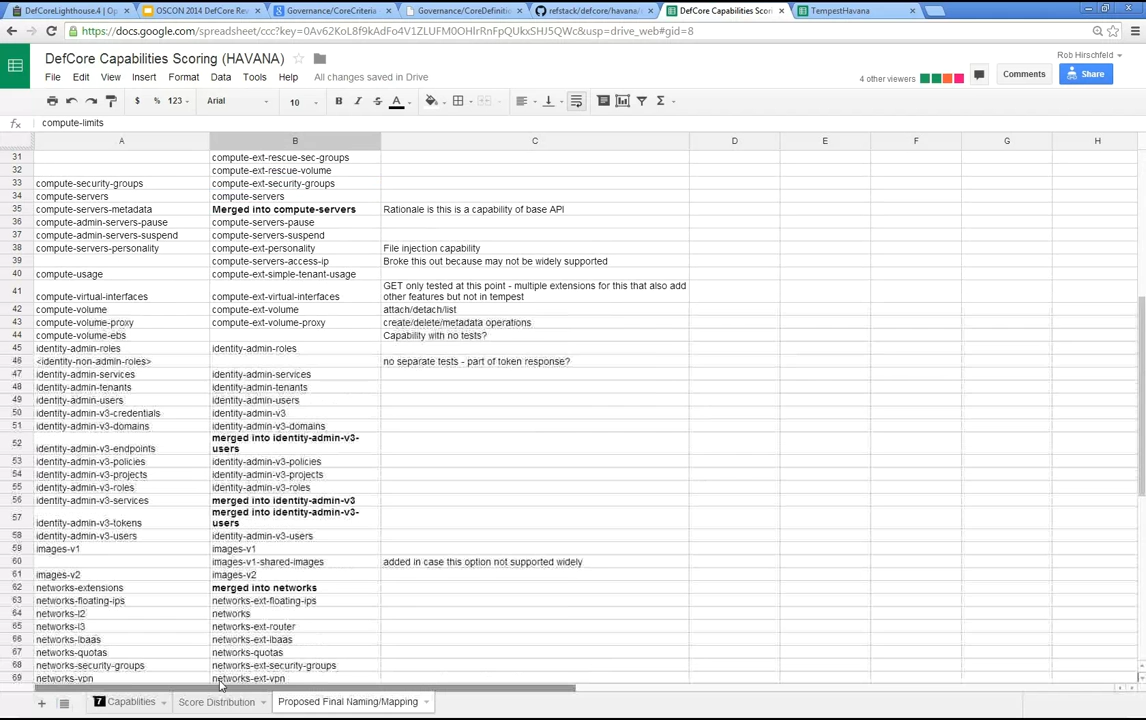 DefCoreLighthouse.4 | Op
OSCON 2014 DefCore Rev
Governance/CoreCriteria
Governance/CoreDefinitio
refstack/defcore/havana/
DefCore Capabilities Scori
TempestHavana
https://docs.google.com/spreadsheet/ccc?key=0Av62KoL8f9kAdFo4V1ZLUFM0OHlrRnFpQUkxSHJ5QWc&usp=drive_web#gid=8
DefCore Capabilities Scoring (HAVANA)
Rob Hirschfeld
File Edit View Insert Format Data Tools Help All changes saved in Drive
4 other viewers
Comments
Share
$ % 123 Arial 10 B I S A Σ
fx compute-limits
A B C D E F G H
31 compute-ext-rescue-sec-groups
32 compute-ext-rescue-volume
33 compute-security-groups compute-ext-security-groups
34 compute-servers compute-servers
35 compute-servers-metadata Merged into compute-servers Rationale is this is a capability of base API
36 compute-admin-servers-pause compute-servers-pause
37 compute-admin-servers-suspend compute-servers-suspend
38 compute-servers-personality compute-ext-personality File injection capability
39 compute-servers-access-ip Broke this out because may not be widely supported
40 compute-usage compute-ext-simple-tenant-usage
GET only tested at this point - multiple extensions for this that also add
41 compute-virtual-interfaces compute-ext-virtual-interfaces other features but not in tempest
42 compute-volume compute-ext-volume attach/detach/list
43 compute-volume-proxy compute-ext-volume-proxy create/delete/metadata operations
44 compute-volume-ebs Capability with no tests?
45 identity-admin-roles identity-admin-roles
46 <identity-non-admin-roles> no separate tests - part of token response?
47 identity-admin-services identity-admin-services
48 identity-admin-tenants identity-admin-tenants
49 identity-admin-users identity-admin-users
50 identity-admin-v3-credentials identity-admin-v3
51 identity-admin-v3-domains identity-admin-v3-domains
merged into identity-admin-v3-
52 identity-admin-v3-endpoints users
53 identity-admin-v3-policies identity-admin-v3-policies
54 identity-admin-v3-projects identity-admin-v3-projects
55 identity-admin-v3-roles identity-admin-v3-roles
56 identity-admin-v3-services merged into identity-admin-v3
merged into identity-admin-v3-
57 identity-admin-v3-tokens users
58 identity-admin-v3-users identity-admin-v3-users
59 images-v1 images-v1
60 images-v1-shared-images added in case this option not supported widely
61 images-v2 images-v2
62 networks-extensions merged into networks
63 networks-floating-ips networks-ext-floating-ips
64 networks-l2 networks
65 networks-l3 networks-ext-router
66 networks-lbaas networks-ext-lbaas
67 networks-quotas networks-quotas
68 networks-security-groups networks-ext-security-groups
69 networks-vpn networks-ext-vpn
7 Capablities Score Distribution Proposed Final Naming/Mapping